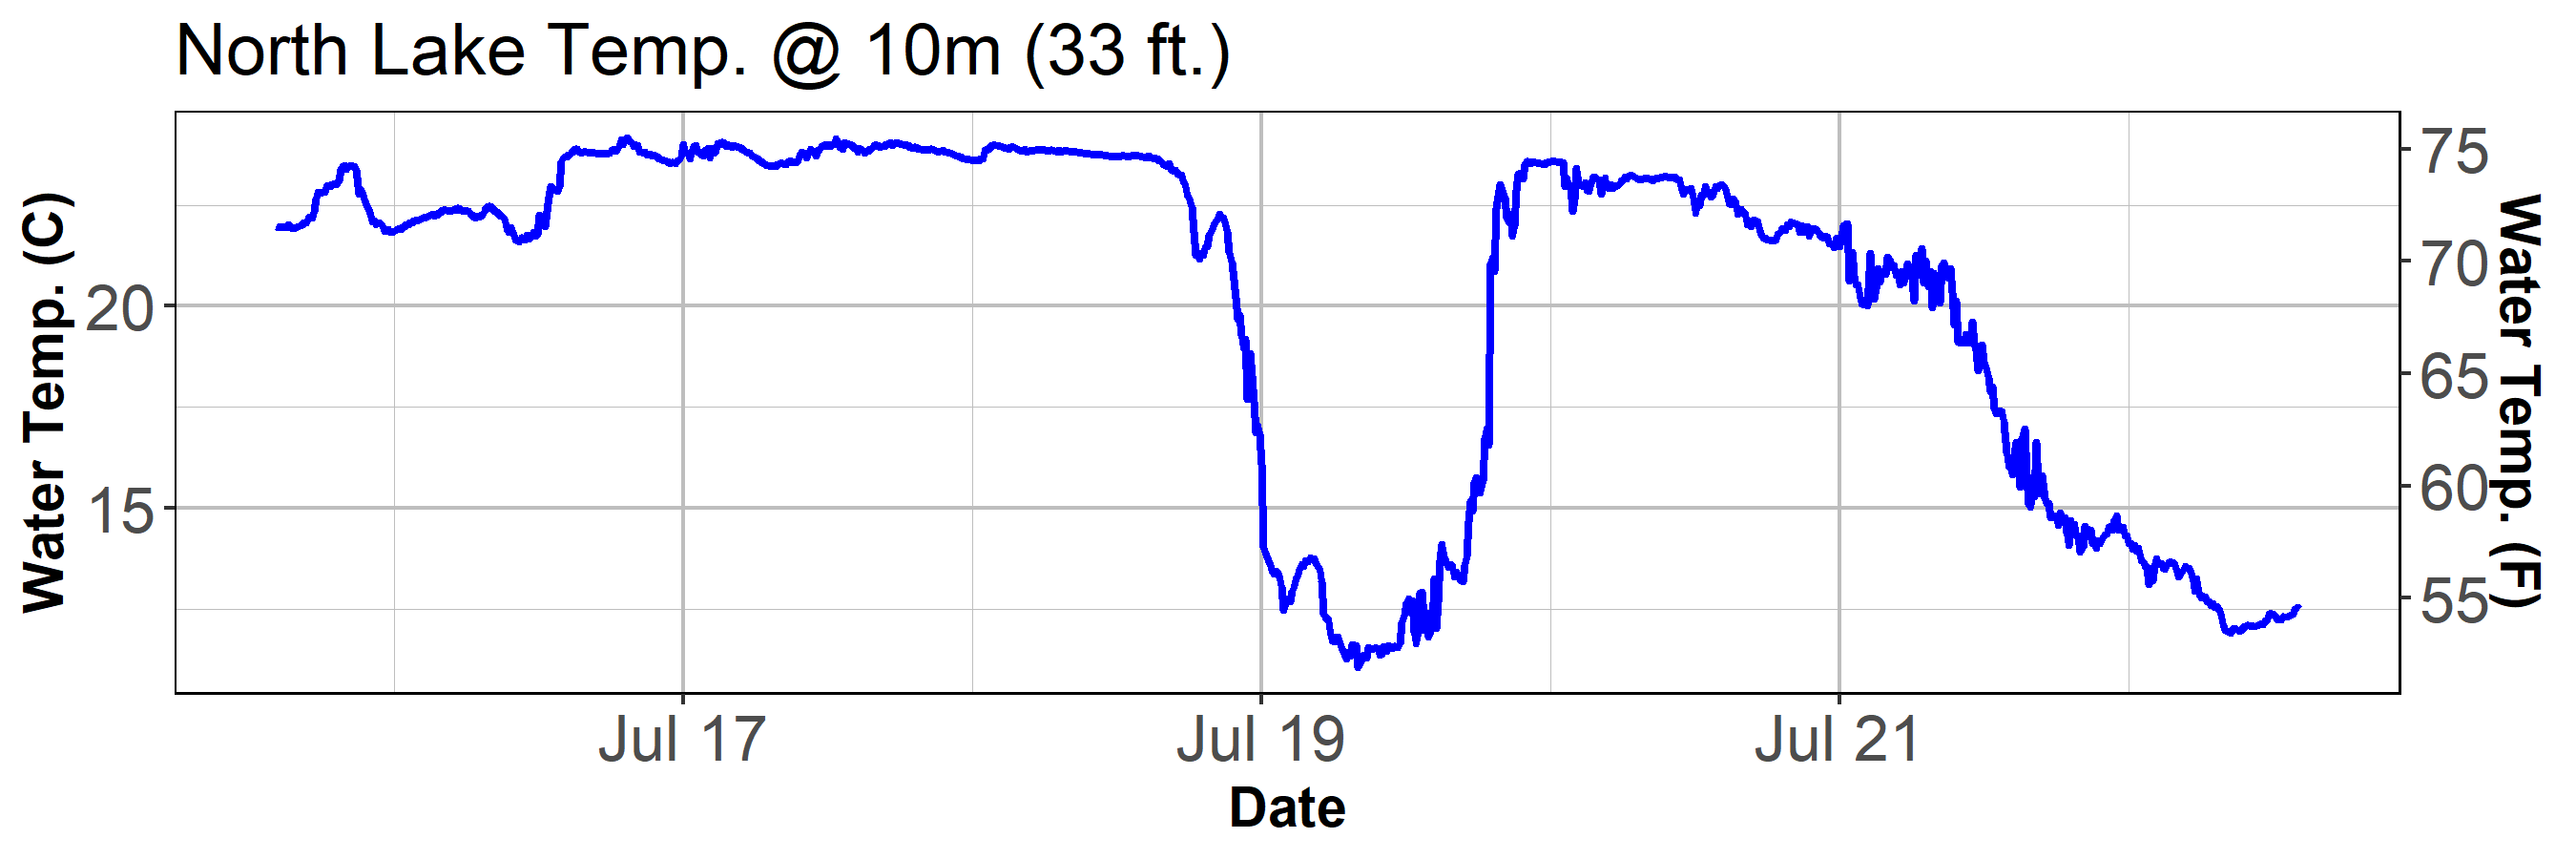 North Lake Temp. @ 10m (33 ft.)
Water Temp. (C)
20
15
75
70
65
60
55
Water Temp. (F)
Jul 17
Jul 19
Jul 21
Date